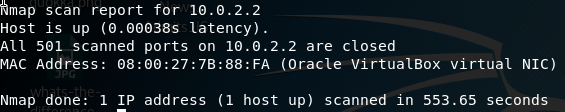 Nmap scan report for 10.0.2.2
Host is up (0.00038s latency).
All 501 scanned ports on 10.0.2.2 are closed
MAC Address: 08:00:27:7B:88:FA (Oracle VirtualBox virtual NIC)
Nmap done: 1 IP address (1 host up) scanned in 553.65 seconds